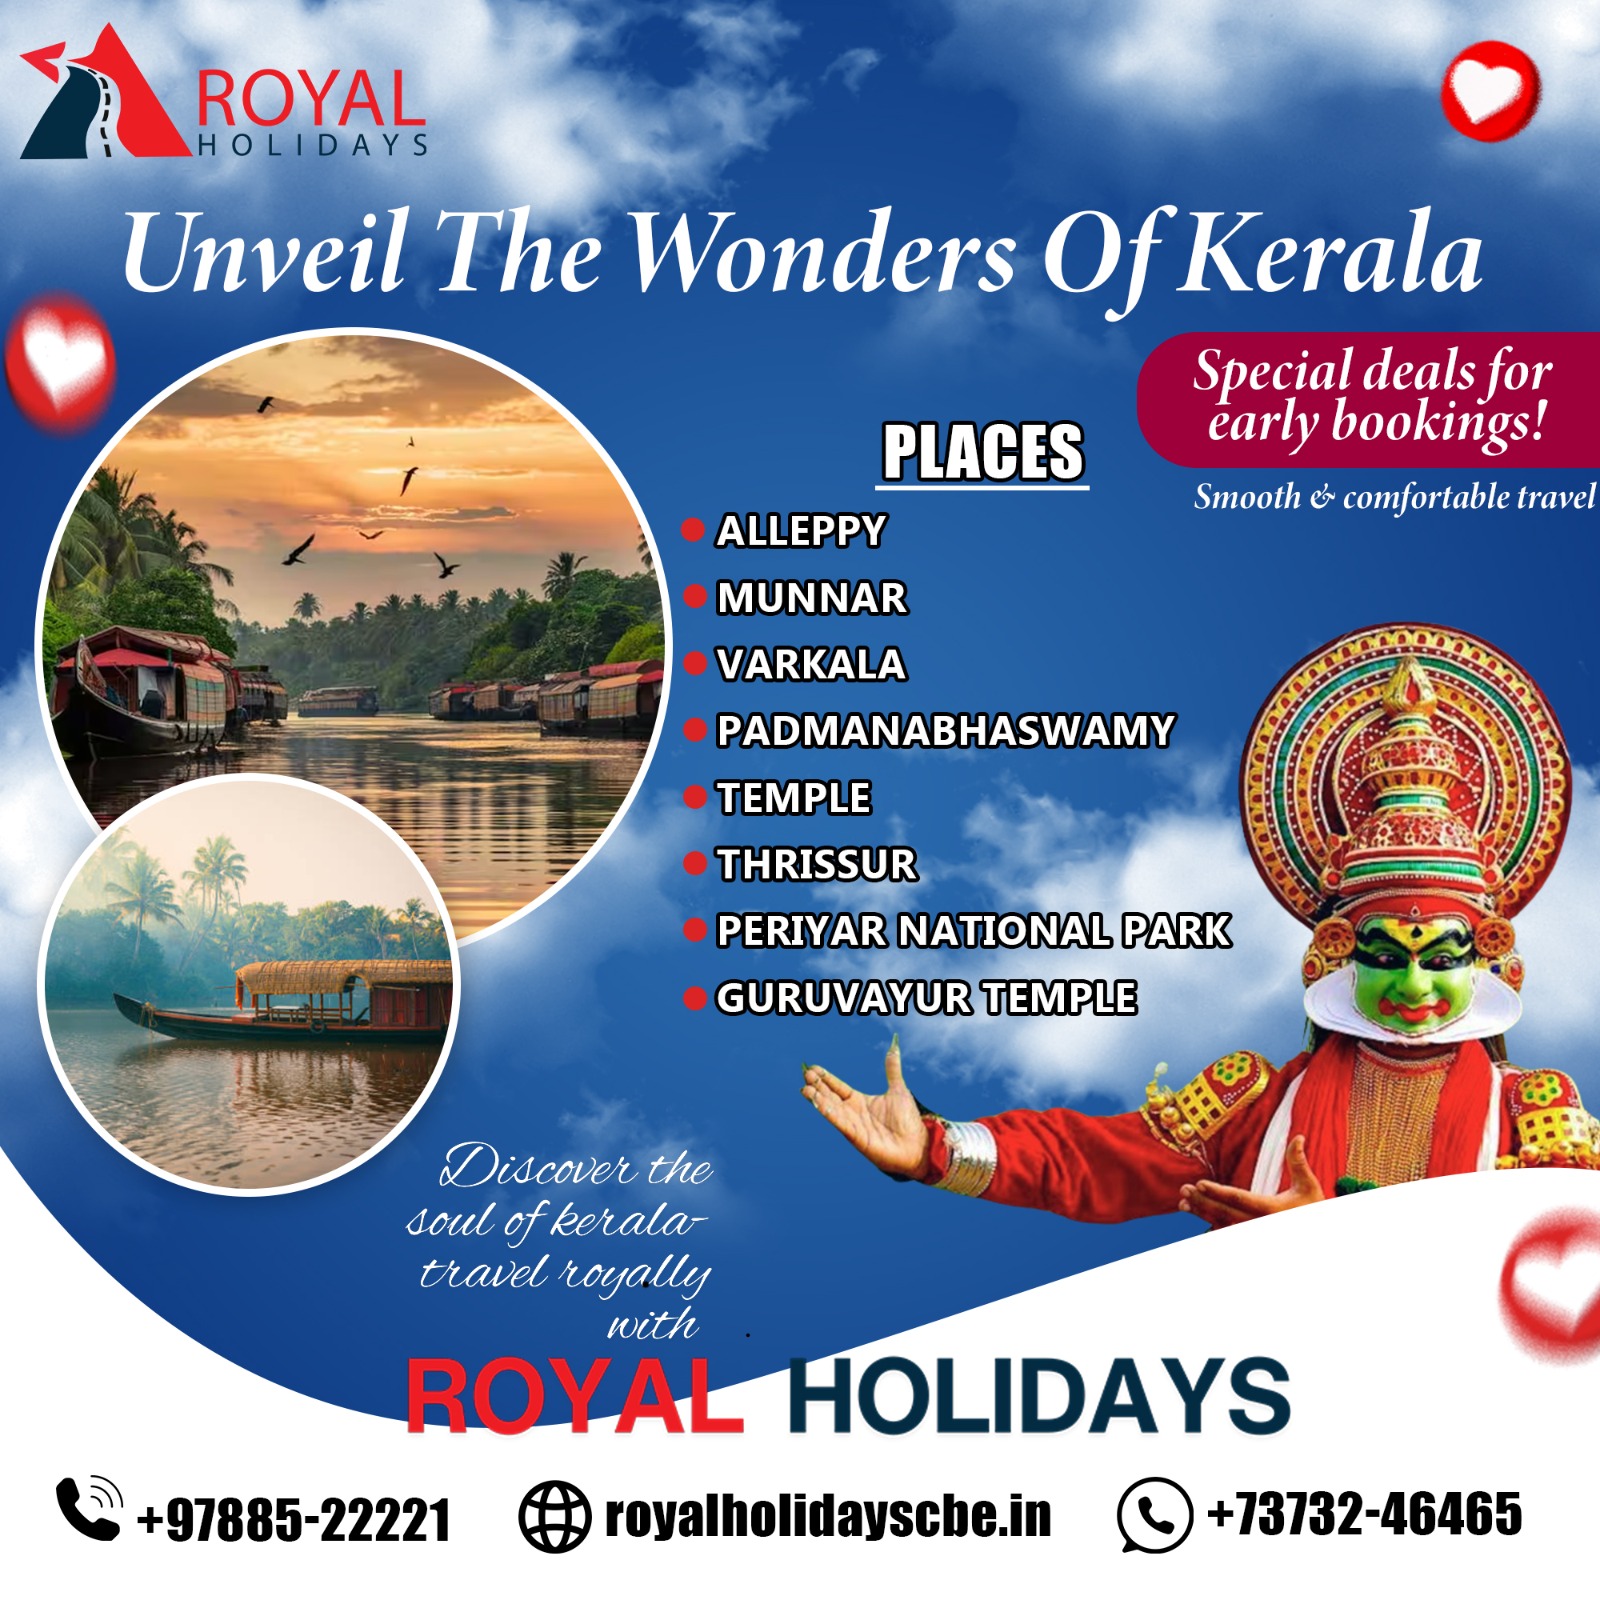 ROYAL
HOLIDAYS
Unveil The Wonders Of Kerala
Special deals for
early bookings!
Smooth & comfortable travel
PLACES
ALLEPPY
MUNNAR
VARKALA
PADMANABHASWAMY
TEMPLE
THRISSUR
PERIYAR NATIONAL PARK
GURUVAYUR TEMPLE
Discover the
soul of kerala-
travel royally
with
ROYAL HOLIDAYS
+97885-22221
royalholidayscbe.in
+73732-46465